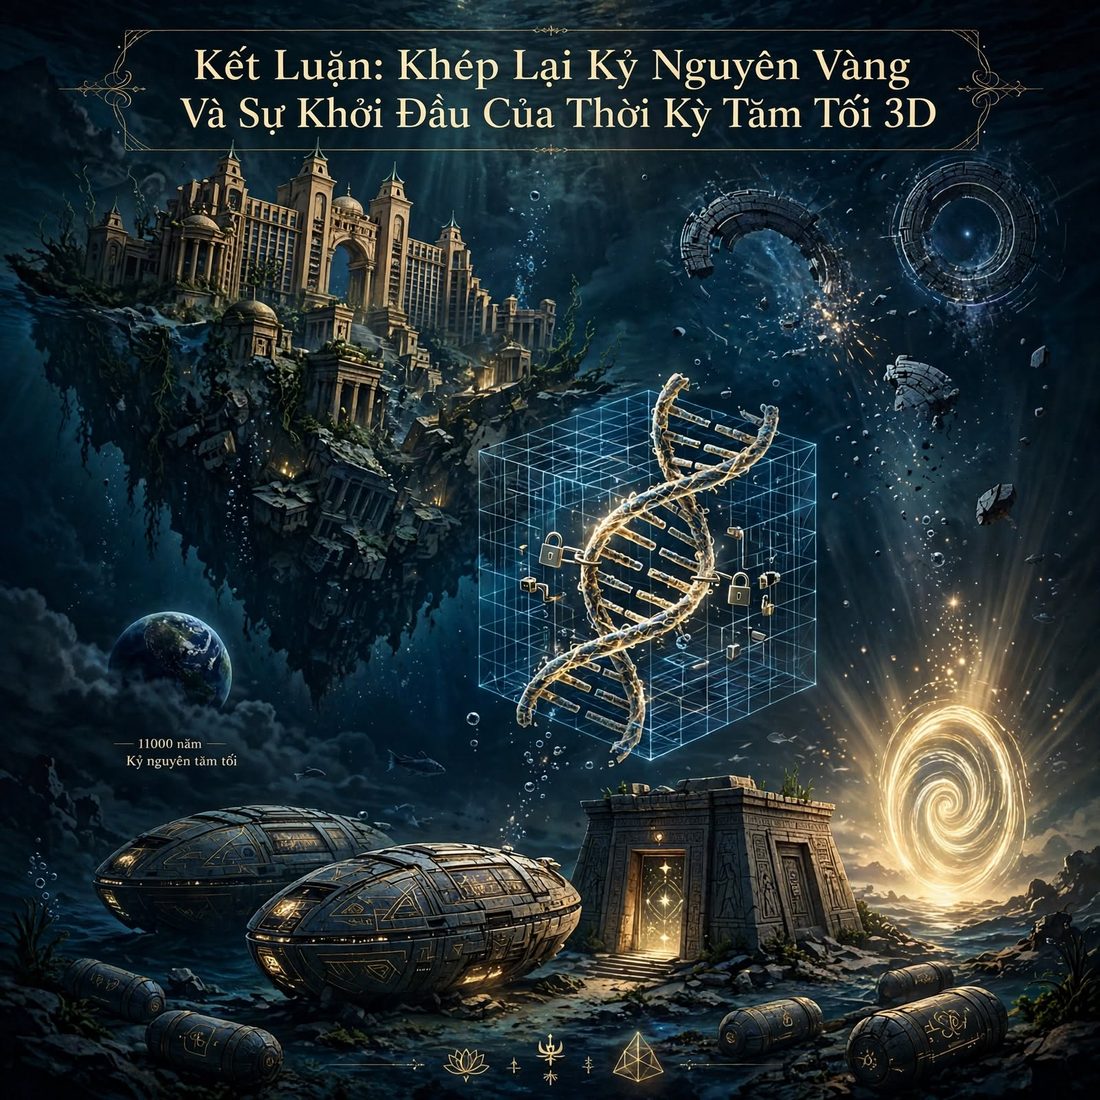 Kết Luận: Khép Lại Kỷ Nguyên Vàng
Và Sự Khởi Đầu Của Thời Kỳ Tăm Tối 3D
11000 năm
Kỷ nguyên tăm tối